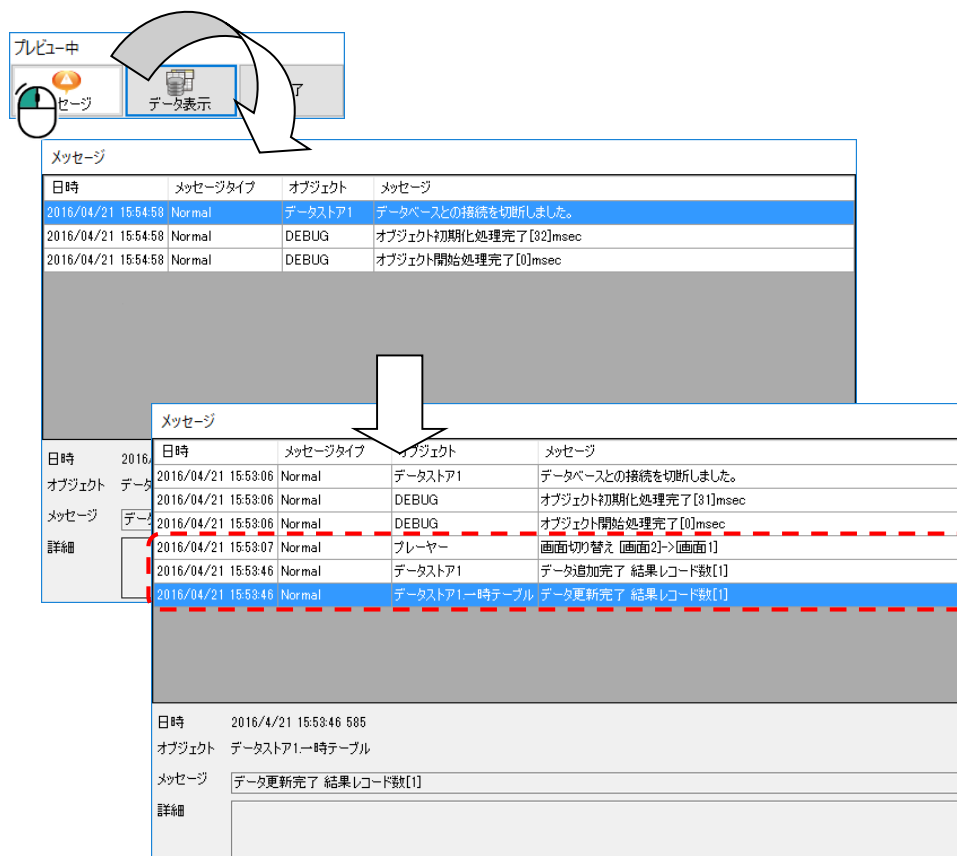 プレビュー中
セージ
データ表示
了
メッセージ
日時 メッセージタイプ オブジェクト メッセージ
2016/04/21 15:54:58 Normal データストア1 データベースとの接続を切断しました。
2016/04/21 15:54:58 Normal DEBUG オブジェクト初期化処理完了[32]msec
2016/04/21 15:54:58 Normal DEBUG オブジェクト開始処理完了[0]msec
日時 2016/
オブジェクト データ
メッセージ デー
詳細
メッセージ
日時 メッセージタイプ オブジェクト メッセージ
2016/04/21 15:53:06 Normal データストア1 データベースとの接続を切断しました。
2016/04/21 15:53:06 Normal DEBUG オブジェクト初期化処理完了[31]msec
2016/04/21 15:53:06 Normal DEBUG オブジェクト開始処理完了[0]msec
2016/04/21 15:53:07 Normal プレーヤー 画面切り替え [画面2]->[画面1]
2016/04/21 15:53:46 Normal データストア1 データ追加完了 結果レコード数[1]
2016/04/21 15:53:46 Normal データストア1.一時テーブル データ更新完了 結果レコード数[1]
日時 2016/4/21 15:53:46 585
オブジェクト データストア1.一時テーブル
メッセージ データ更新完了 結果レコード数[1]
詳細